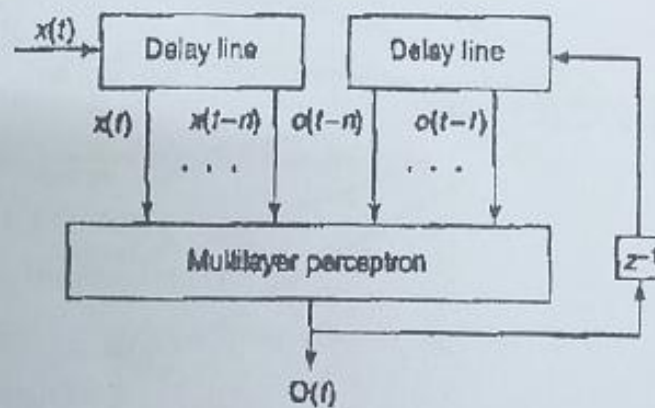 x(t)
Delay line
Delay line
x(t)
x(t–n)
o(t–n)
o(t–1)
. . .
. . .
Multilayer perceptron
z⁻¹
O(t)